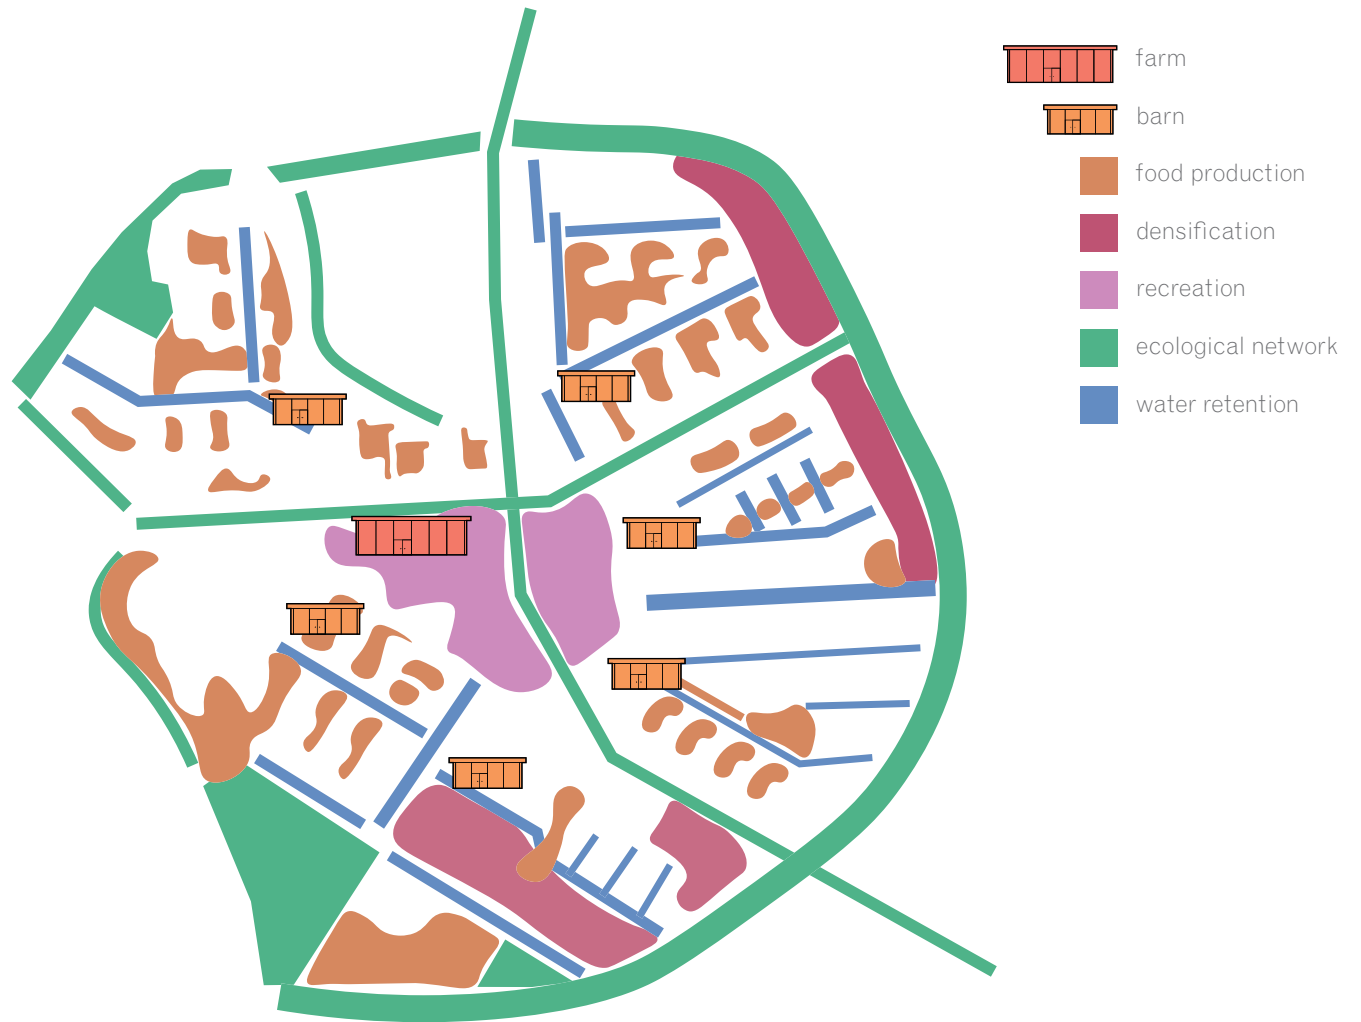 farm
barn
food production
densification
recreation
ecological network
water retention